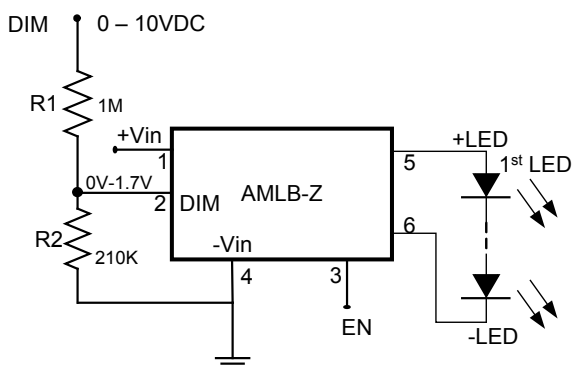 DIM 0 – 10VDC
R1 1M
+Vin
1
0V-1.7V
2 DIM
AMLB-Z
-Vin
R2
210K
4
3
EN
5
+LED
1st LED
6
-LED